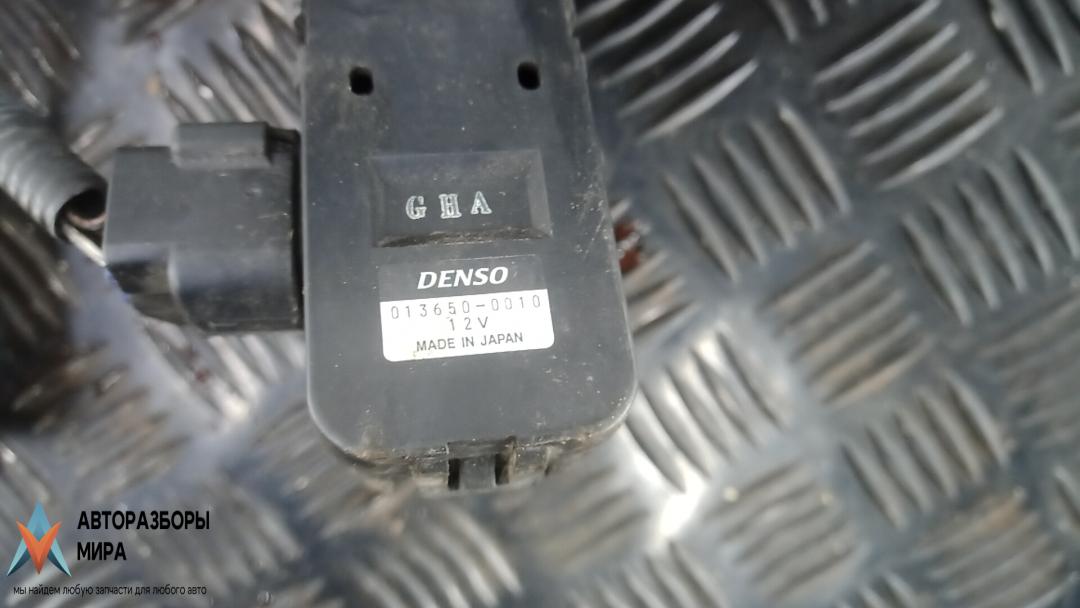 GHA
DENSO
013650-0010
12V
MADE IN JAPAN
АВТОРАЗБОРЫ
МИРА
мы найдем любую запчасти для любого авто